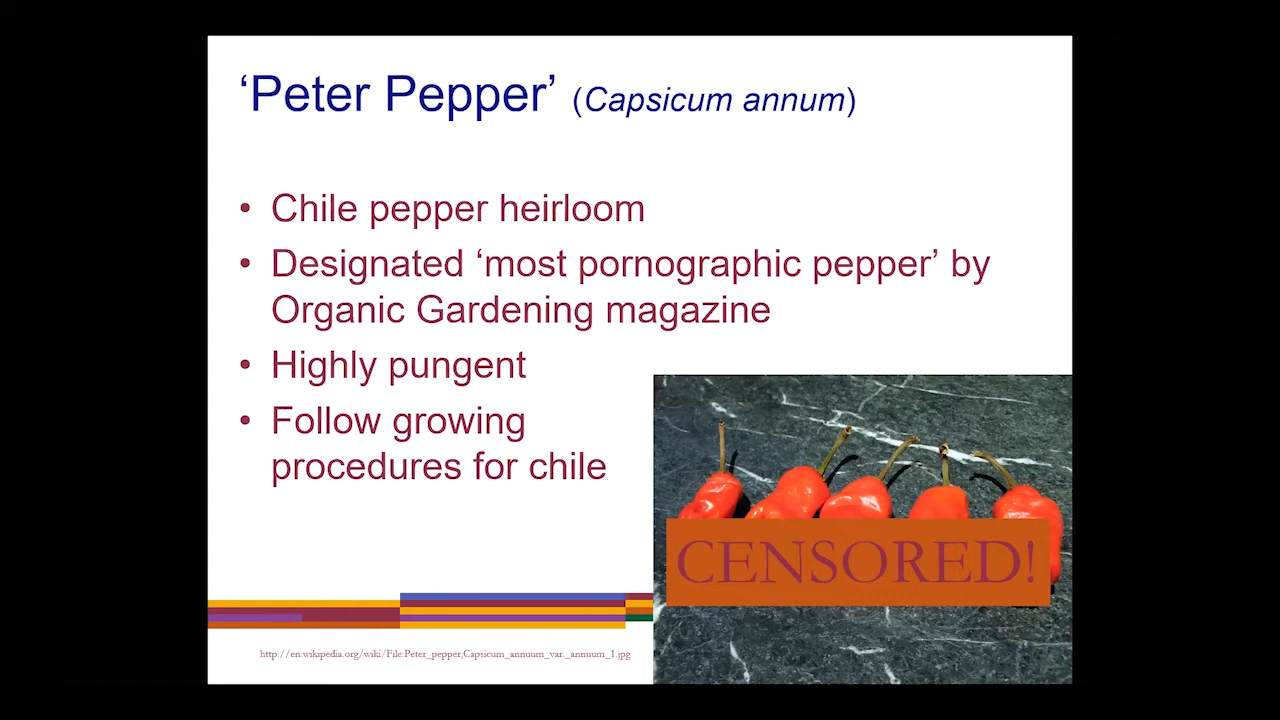 ‘Peter Pepper’ (Capsicum annum)
• Chile pepper heirloom
• Designated ‘most pornographic pepper’ by
Organic Gardening magazine
• Highly pungent
• Follow growing
procedures for chile
CENSORED!
http://en.wikipedia.org/wiki/File:Peter_pepper,Capsicum_annuum_var._annuum_1.jpg